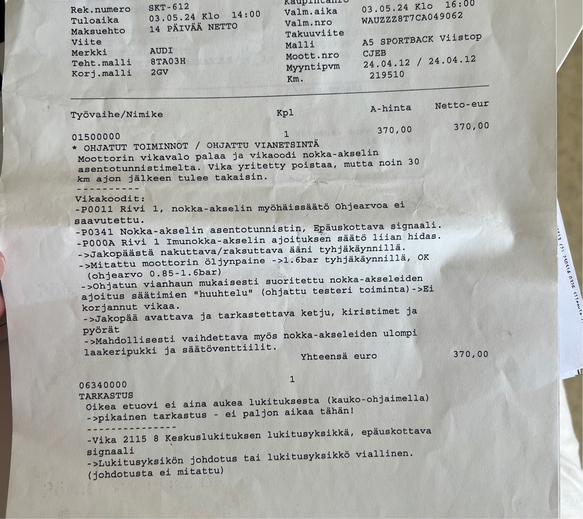 Rek.numero SKT-612
Tuloaika 03.05.24 Klo 14:00
Maksuehto 14 PÄIVÄÄ NETTO
Viite
Merkki AUDI
Teht.malli 8TA03H
Korj.malli 2GV
Valm.aika 03.05.24 Klo 16:00
Valm.nro WAUZZZ8T7CA049062
Takuuviite
Malli A5 SPORTBACK Viistop
Moott.nro CJEB
Myyntipvm 24.04.12 / 24.04.12
Km. 219510
Työvaihe/Nimike Kpl A-hinta Netto-eur
01500000 1 370,00 370,00
* OHJATUT TOIMINNOT / OHJATTU VIANETSINTÄ
Moottorin vikavalo palaa ja vikaodi nokka-akselin
asentotunnistimelta. Vika yritetty poistaa, mutta noin 30
km ajon jälkeen tulee takaisin.
----------
Vikakoodit:
-P0011 Rivi 1, nokka-akselin myöhäissäätö Ohjearvoa ei
saavutettu.
-P0341 Nokka-akselin asentotunnistin, Epäuskottava signaali.
-P000A Rivi 1 Imunokka-akselin ajoituksen säätö liian hidas.
->Jakopäästä nakuttava/raksuttava ääni tyhjäkäynnillä.
->Mitattu moottorin öljynpaine ->1.6bar tyhjäkäynnillä, OK
(ohjearvo 0.85-1.6bar)
->Ohjatun vianhaun mukaisesti suoritettu nokka-akseleiden
ajoitus säätimien "huuhtelu" (ohjattu testeri toiminta)->Ei
korjannut vikaa.
->Jakopää avattava ja tarkastettava ketju, kiristimet ja
pyörät
->Mahdollisesti vaihdettava myös nokka-akseleiden ulompi
laakeripukki ja säätöventtiilit.
Yhteensä euro 370,00
06340000 1
TARKASTUS
Oikea etuovi ei aina aukea lukituksesta (kauko-ohjaimella)
->pikainen tarkastus - ei paljon aikaa tähän!
---------------
-Vika 2115 8 Keskuslukituksen lukitusyksikkä, epäuskottava
signaali
->Lukitusyksikön johdotus tai lukitusyksikkö viallinen.
(johdotusta ei mitattu)